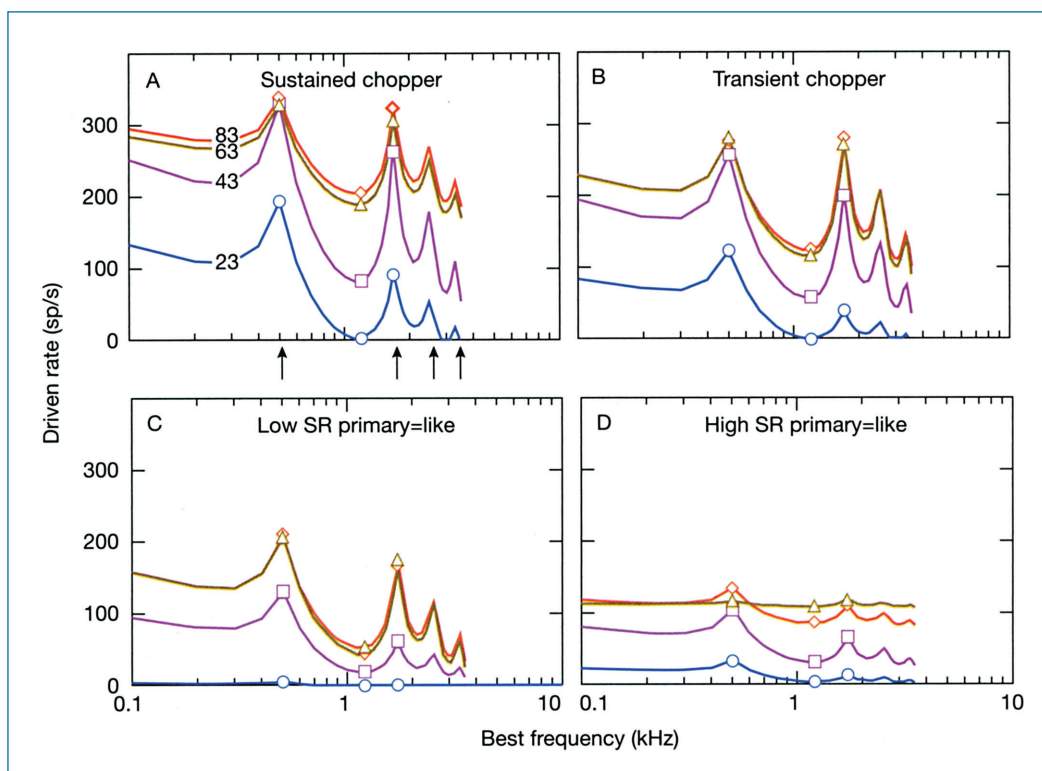 A
Sustained chopper
B
Transient chopper
300
200
100
0
83
63
43
23
C
Low SR primary=like
D
High SR primary=like
300
200
100
0
0.1
1
10
0.1
1
10
Driven rate (sp/s)
Best frequency (kHz)